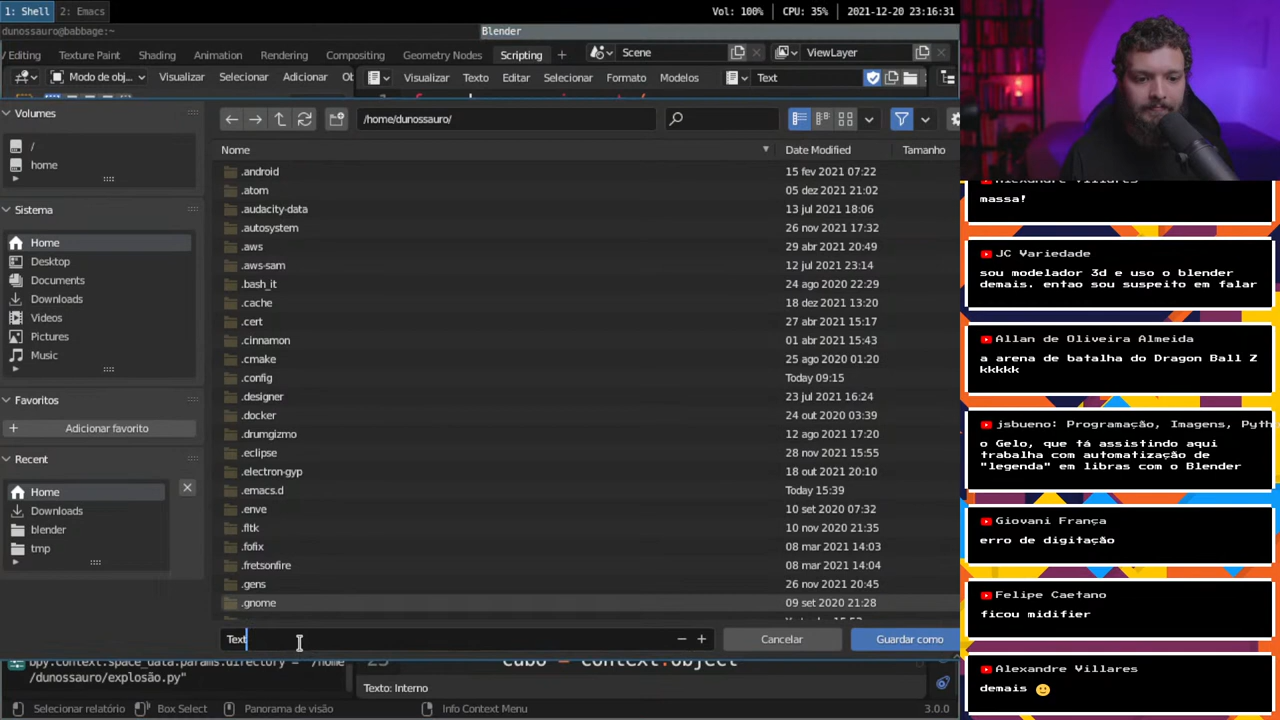 1: Shell
2: Emacs
Vol: 100%
CPU: 35%
2021-12-20 23:16:31
dunossauro@babbage:~
Blender
Editing
Texture Paint
Shading
Animation
Rendering
Compositing
Geometry Nodes
Scripting
+
Scene
ViewLayer
Modo de obj...
Visualizar
Selecionar
Adicionar
Ob
Visualizar
Texto
Editar
Selecionar
Formato
Modelos
Text
Volumes
/
home
Sistema
Home
Desktop
Documents
Downloads
Videos
Pictures
Music
Favoritos
+ Adicionar favorito
Recent
Home
Downloads
blender
tmp
/home/dunossauro/
Nome
Date Modified
Tamanho
.android 15 fev 2021 07:22
.atom 05 dez 2021 21:02
.audacity-data 13 jul 2021 18:06
.autosystem 26 nov 2021 17:32
.aws 29 abr 2021 20:49
.aws-sam 12 jul 2021 23:14
.bash_it 24 ago 2020 22:29
.cache 18 dez 2021 13:20
.cert 27 abr 2021 15:17
.cinnamon 01 abr 2021 15:43
.cmake 25 ago 2020 01:20
.config Today 09:15
.designer 23 jul 2021 16:24
.docker 24 out 2020 03:39
.drumgizmo 12 ago 2021 17:20
.eclipse 28 nov 2021 15:55
.electron-gyp 18 out 2021 20:10
.emacs.d Today 15:39
.enve 10 set 2020 07:32
.fltk 10 nov 2020 21:35
.fofix 08 mar 2021 14:03
.fretsonfire 08 mar 2021 14:04
.gens 26 nov 2021 20:45
.gnome 09 set 2020 21:28
Text
Cancelar
Guardar como
bpy.context.space_data.params.directory = "/home
/dunossauro/explosão.py"
cubo = context.object
Texto: Interno
Selecionar relatório
Box Select
Panorama de visão
Info Context Menu
3.0.0
Alexandre Villares
massa!
JC Variedade
sou modelador 3d e uso o blender
demais. entao sou suspeito em falar
Allan de Oliveira Almeida
a arena de batalha do Dragon Ball Z
kkkkk
jsbueno: Programação, Imagens, Pyth
o Gelo, que tá assistindo aqui
trabalha com automatização de
"legenda" em libras com o Blender
Giovani França
erro de digitação
Felipe Caetano
ficou midifier
Alexandre Villares
demais 🙂